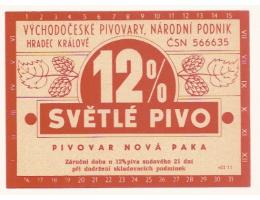 1 2 3 4 5 6 7 8 9 10 11 12 13 14 15
VÝCHODOČESKÉ PIVOVARY, NÁRODNÍ PODNIK
HRADEC KRÁLOVÉ ČSN 566635
12%
SVĚTLÉ PIVO
PIVOVAR NOVÁ PAKA
Záruční doba u 12% piva sudového 21 dní
při dodržení skladovacích podmínek
16 17 18 19 20 21 22 23 24 25 26 27 28 29 30 31